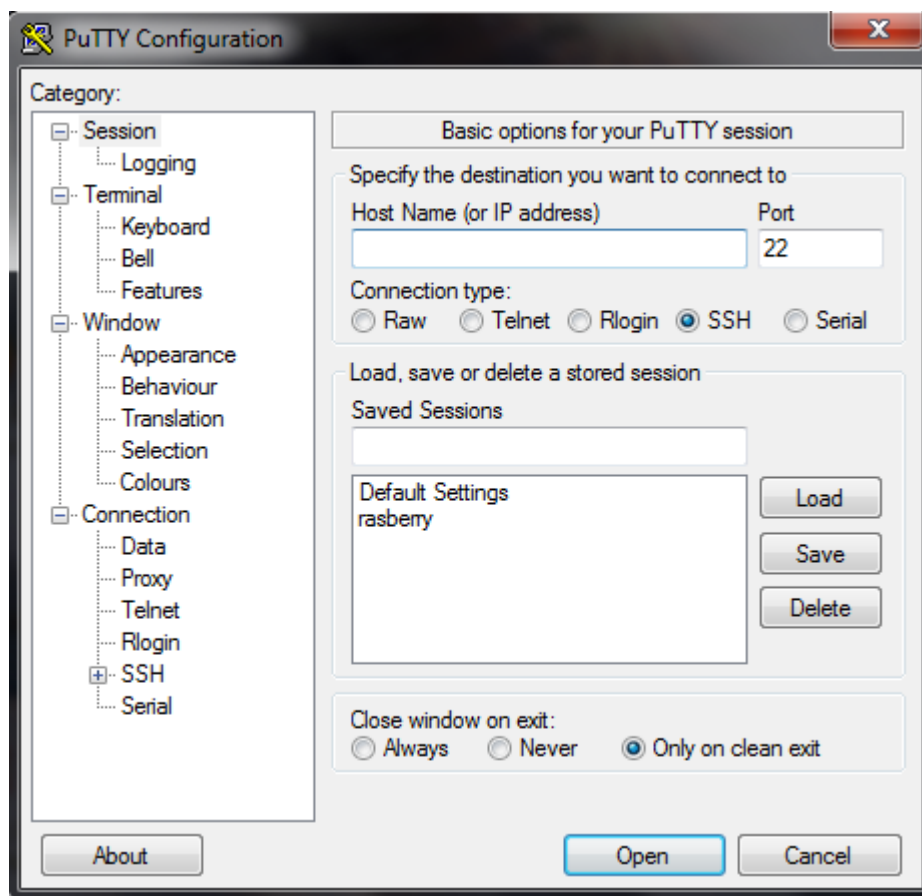 PuTTY Configuration
X
Category:
Session
Logging
Terminal
Keyboard
Bell
Features
Window
Appearance
Behaviour
Translation
Selection
Colours
Connection
Data
Proxy
Telnet
Rlogin
SSH
Serial
Basic options for your PuTTY session
Specify the destination you want to connect to
Host Name (or IP address) Port
22
Connection type:
Raw Telnet Rlogin SSH Serial
Load, save or delete a stored session
Saved Sessions
Default Settings
rasberry
Load
Save
Delete
Close window on exit:
Always Never Only on clean exit
About Open Cancel